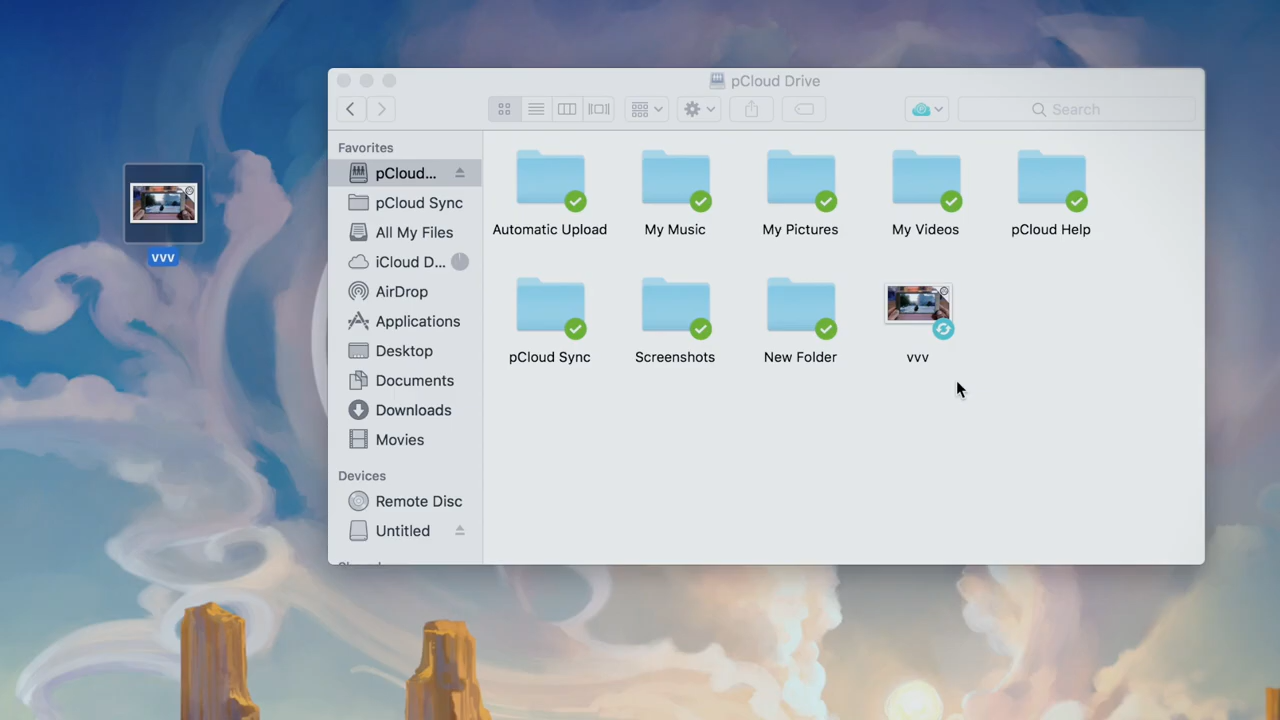 pCloud Drive
Search
Favorites
pCloud...
pCloud Sync
All My Files
iCloud D...
AirDrop
Applications
Desktop
Documents
Downloads
Movies
Devices
Remote Disc
Untitled
Automatic Upload
My Music
My Pictures
My Videos
pCloud Help
pCloud Sync
Screenshots
New Folder
vvv
vvv